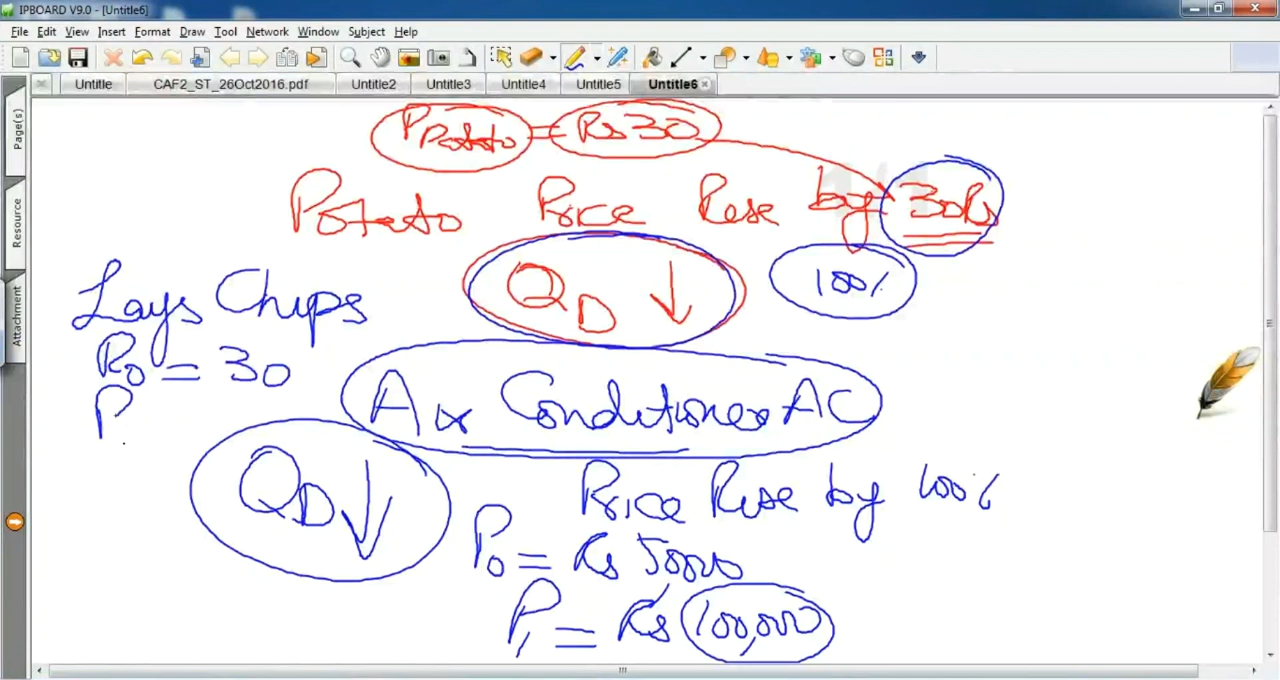 IPBOARD V9.0 - [Untitle6]
File Edit View Insert Format Draw Tool Network Window Subject Help
Untitle CAF2_ST_26Oct2016.pdf Untitle2 Untitle3 Untitle4 Untitle5 Untitle6
Page(s)
Resource
Attachment
P Potato = Rs 30
Potato Price Rise by 30Rs
QD ↓ 100%
Lays Chips
P0 = 30
P
Air Conditioner AC
QD ↓
Price Rise by 100%
P0 = Rs 50000
P1 = Rs 100,000